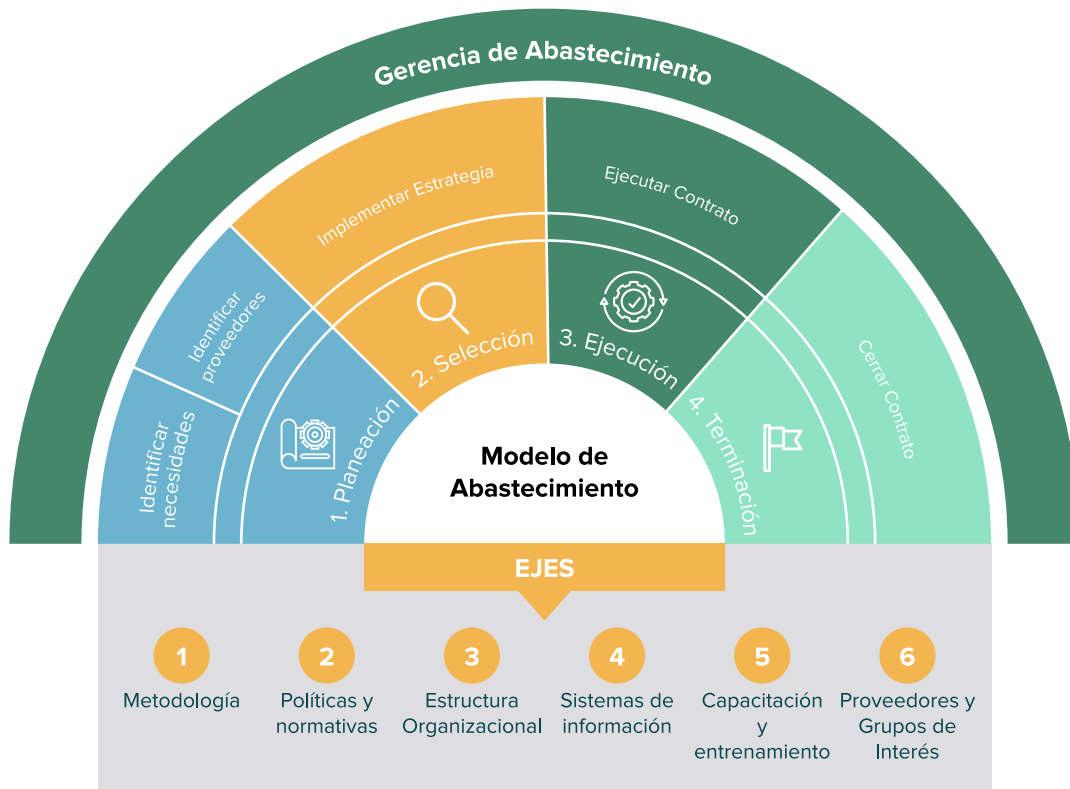 Gerencia de Abastecimiento
Implementar Estrategia
Ejecutar Contrato
Identificar
proveedores
Identificar
necesidades
Cerrar Contrato
1. Planeación
2. Selección
3. Ejecución
4. Terminación
Modelo de
Abastecimiento
EJES
1
Metodología
2
Políticas y
normativas
3
Estructura
Organizacional
4
Sistemas de
información
5
Capacitación
y
entrenamiento
6
Proveedores y
Grupos de
Interés